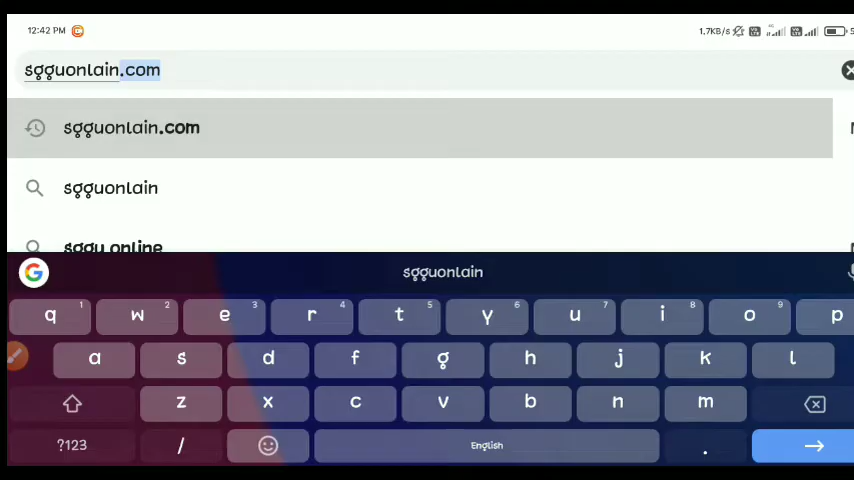 12:42 PM
1.7KB/s
sgguonlain.com
sgguonlain.com
sgguonlain
sggu online
sgguonlain
q 1 w 2 e 3 r 4 t 5 y 6 u 7 i 8 o 9 p
a s d f g h j k l
z x c v b n m
?123 / English .